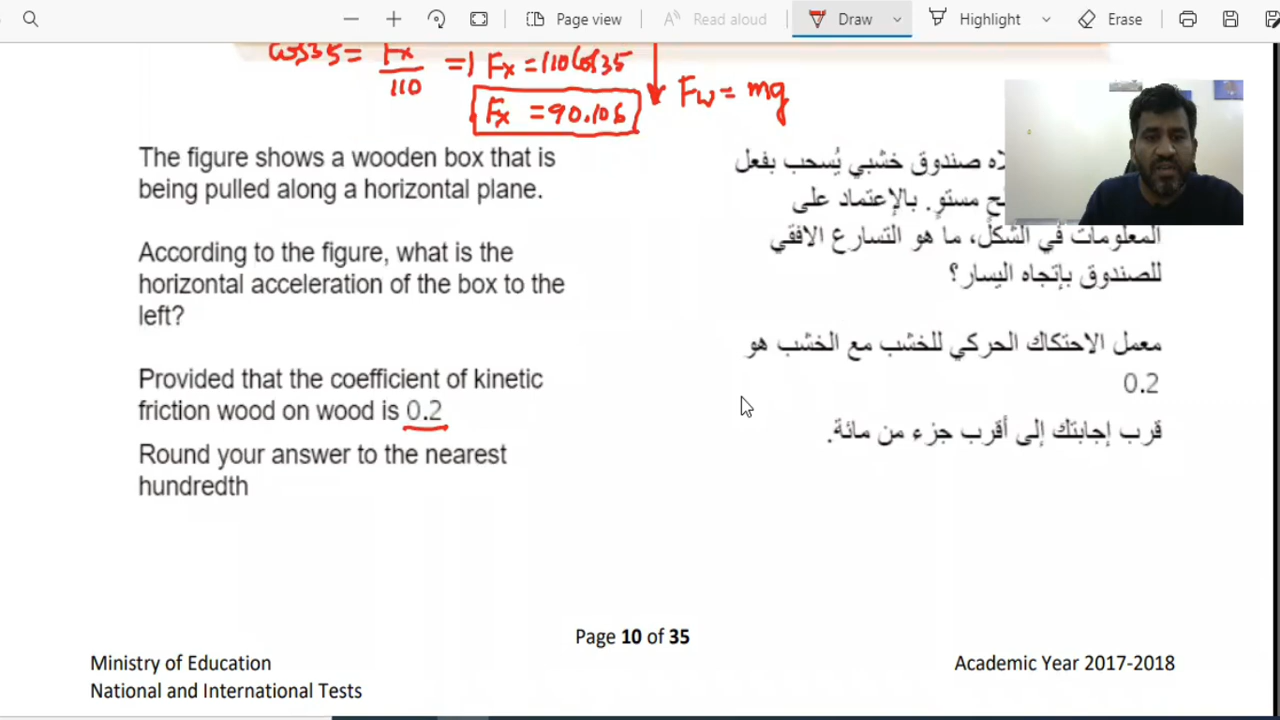 Page view
Read aloud
Draw
Highlight
Erase
Cos35 = Fx/110 => Fx = 110 Cos35
Fx = 90.106
Fw = mg
The figure shows a wooden box that is
being pulled along a horizontal plane.
According to the figure, what is the
horizontal acceleration of the box to the
left?
Provided that the coefficient of kinetic
friction wood on wood is 0.2
Round your answer to the nearest
hundredth
صندوق خشبي يُسحب بفعل
مستوٍ. بالإعتماد على
المعلومات في الشكل، ما هو التسارع الافقي
للصندوق بإتجاه اليسار؟
معمل الاحتكاك الحركي للخشب مع الخشب هو
0.2
قرب إجابتك إلى أقرب جزء من مائة.
Page 10 of 35
Ministry of Education
Academic Year 2017-2018
National and International Tests